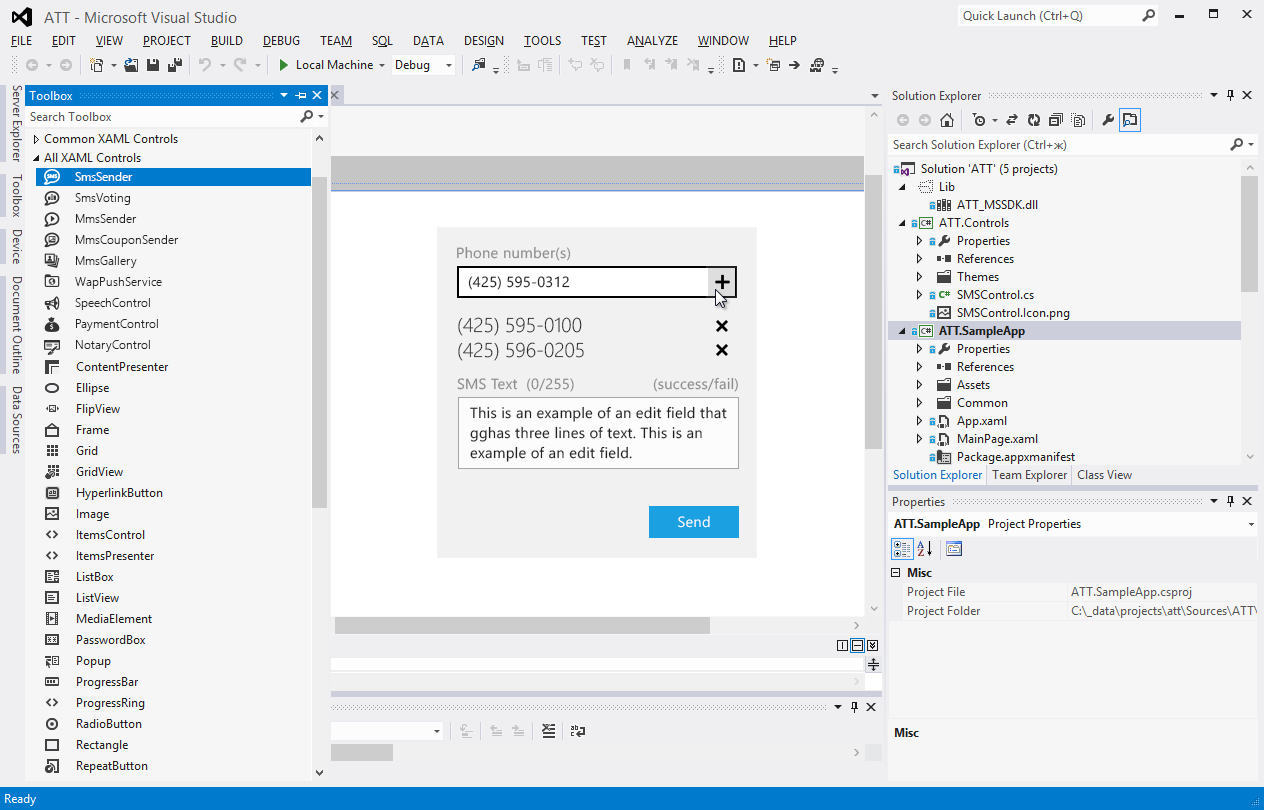 ATT - Microsoft Visual Studio
Quick Launch (Ctrl+Q)
FILE EDIT VIEW PROJECT BUILD DEBUG TEAM SQL DATA DESIGN TOOLS TEST ANALYZE WINDOW HELP
Local Machine Debug
Server Explorer
Toolbox
Device
Document Outline
Data Sources
Toolbox
Search Toolbox
Common XAML Controls
All XAML Controls
SmsSender
SmsVoting
MmsSender
MmsCouponSender
MmsGallery
WapPushService
SpeechControl
PaymentControl
NotaryControl
ContentPresenter
Ellipse
FlipView
Frame
Grid
GridView
HyperlinkButton
Image
ItemsControl
ItemsPresenter
ListBox
ListView
MediaElement
PasswordBox
Popup
ProgressBar
ProgressRing
RadioButton
Rectangle
RepeatButton
Phone number(s)
(425) 595-0312
(425) 595-0100
(425) 596-0205
SMS Text (0/255) (success/fail)
This is an example of an edit field that
gghas three lines of text. This is an
example of an edit field.
Send
Solution Explorer
Search Solution Explorer (Ctrl+ж)
Solution 'ATT' (5 projects)
Lib
ATT_MSSDK.dll
ATT.Controls
Properties
References
Themes
SMSControl.cs
SMSControl.Icon.png
ATT.SampleApp
Properties
References
Assets
Common
App.xaml
MainPage.xaml
Package.appxmanifest
Solution Explorer Team Explorer Class View
Properties
ATT.SampleApp Project Properties
Misc
Project File ATT.SampleApp.csproj
Project Folder C:\_data\projects\att\Sources\ATT\
Misc
Ready